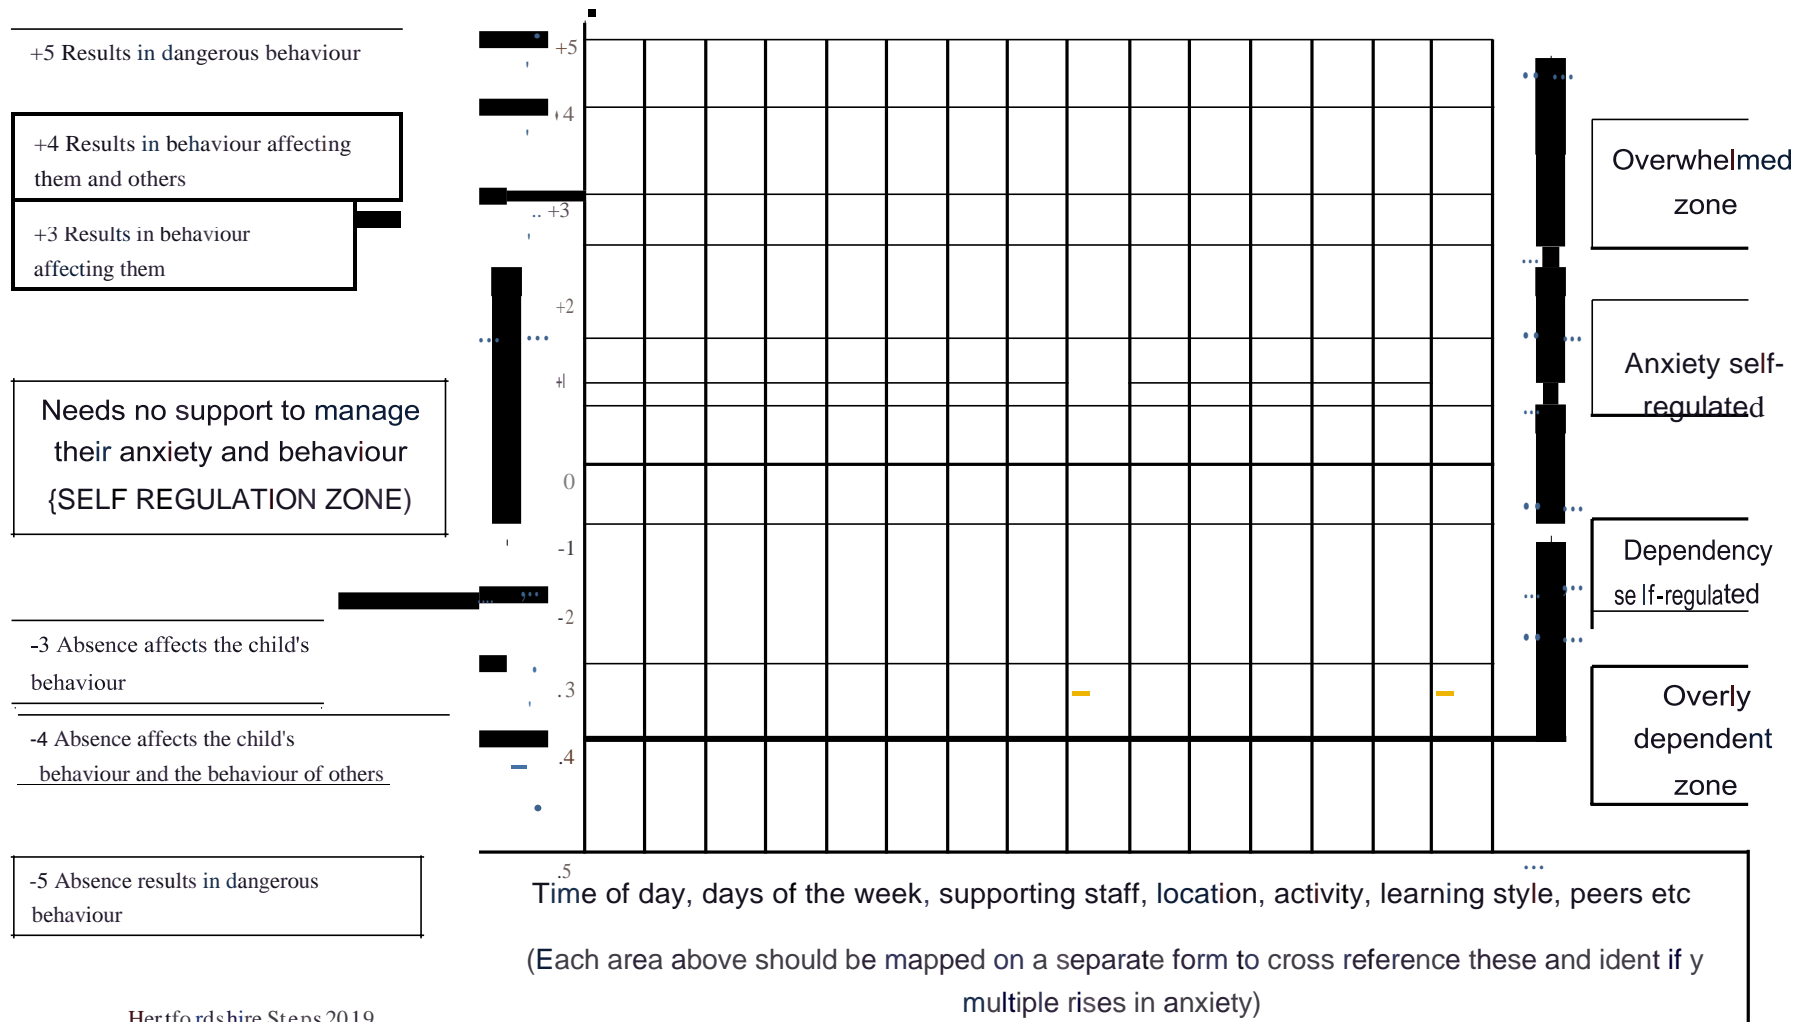 +5 Results in dangerous behaviour
+4 Results in behaviour affecting
them and others
+3 Results in behaviour
affecting them
Needs no support to manage
their anxiety and behaviour
{SELF REGULATION ZONE)
-3 Absence affects the child's
behaviour
-4 Absence affects the child's
behaviour and the behaviour of others
-5 Absence results in dangerous
behaviour
Hertfordshire Steps 2019
+5
+4
+3
+2
+1
0
-1
-2
.3
.4
.5
Overwhelmed
zone
Anxiety self-
regulated
Dependency
self-regulated
Overly
dependent
zone
Time of day, days of the week, supporting staff, location, activity, learning style, peers etc
(Each area above should be mapped on a separate form to cross reference these and ident if y
multiple rises in anxiety)